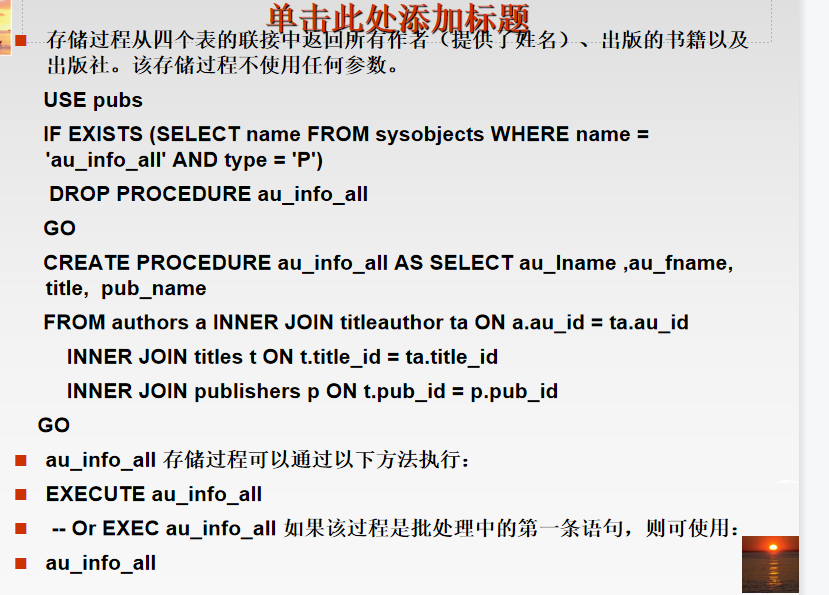 单击此处添加标题
存储过程从四个表的联接中返回所有作者（提供了姓名）、出版的书籍以及
出版社。该存储过程不使用任何参数。
USE pubs
IF EXISTS (SELECT name FROM sysobjects WHERE name =
'au_info_all' AND type = 'P')
DROP PROCEDURE au_info_all
GO
CREATE PROCEDURE au_info_all AS SELECT au_lname ,au_fname,
title, pub_name
FROM authors a INNER JOIN titleauthor ta ON a.au_id = ta.au_id
INNER JOIN titles t ON t.title_id = ta.title_id
INNER JOIN publishers p ON t.pub_id = p.pub_id
GO
au_info_all 存储过程可以通过以下方法执行：
EXECUTE au_info_all
-- Or EXEC au_info_all 如果该过程是批处理中的第一条语句，则可使用：
au_info_all